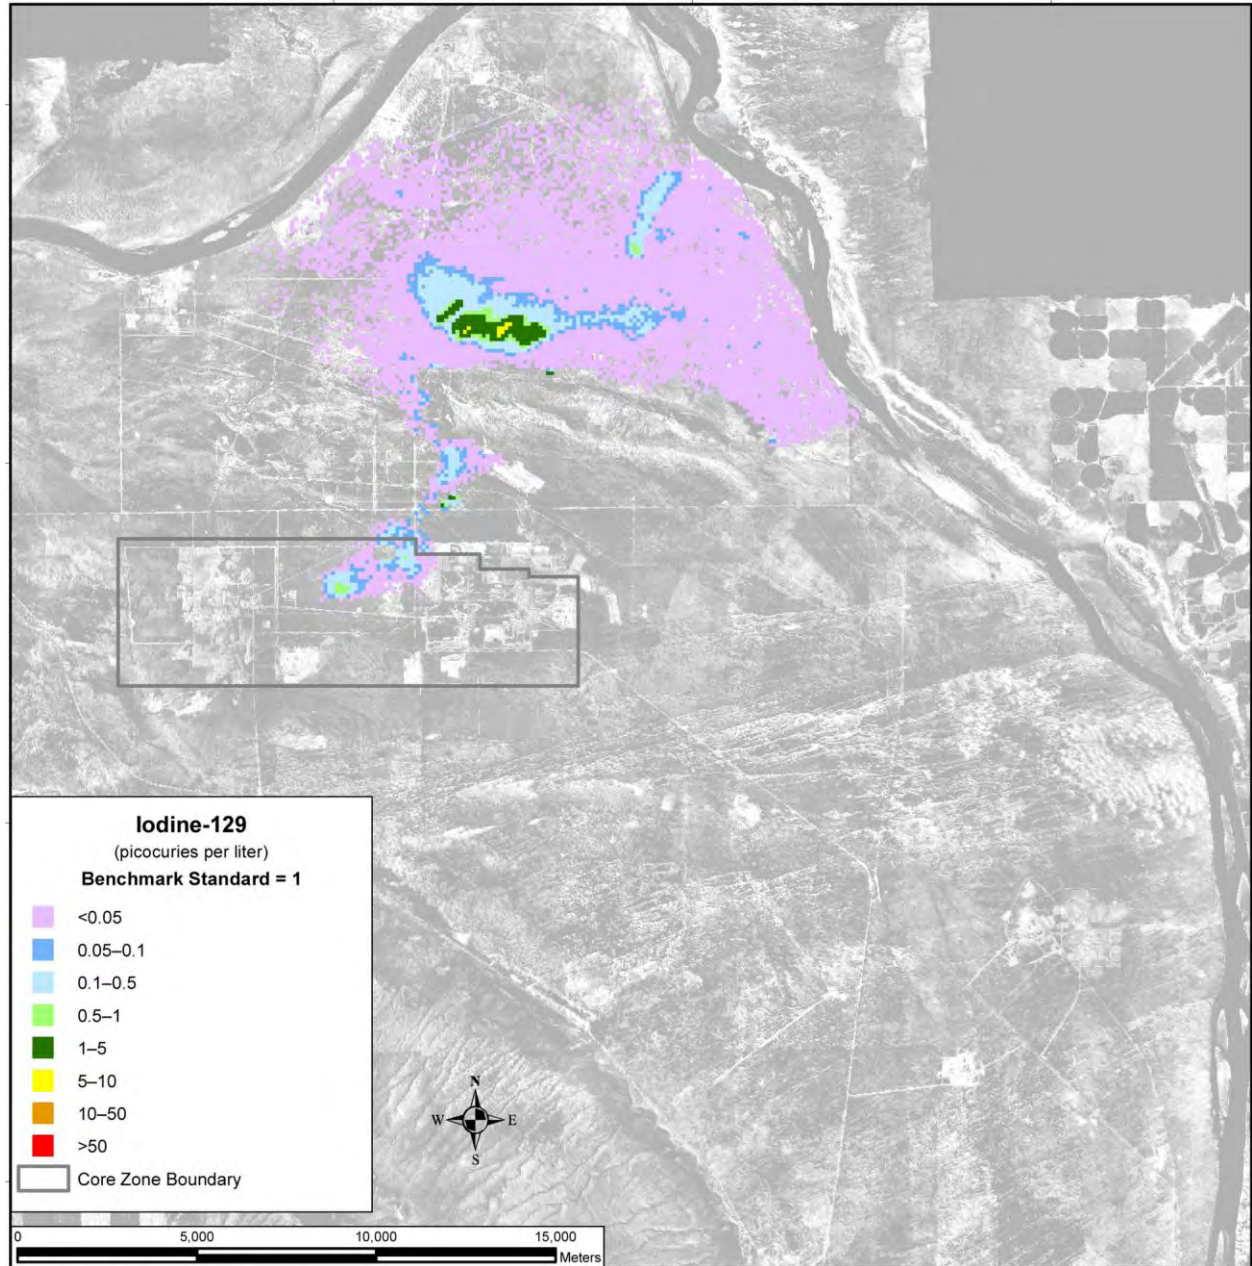 Iodine-129
(picocuries per liter)
Benchmark Standard = 1
<0.05
0.05–0.1
0.1–0.5
0.5–1
1–5
5–10
10–50
>50
Core Zone Boundary
N
W E
S
0 5,000 10,000 15,000
Meters